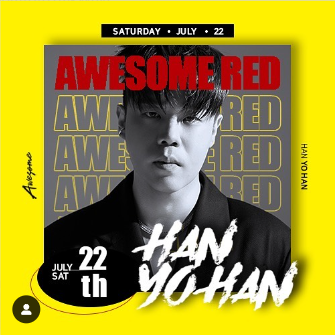 SATURDAY • JULY • 22
AWESOME RED
AWESOME RED
AWESOME RED
AWESOME RED
Awesome
HAN YO HAN
JULY 22
SAT th
HAN
YO HAN